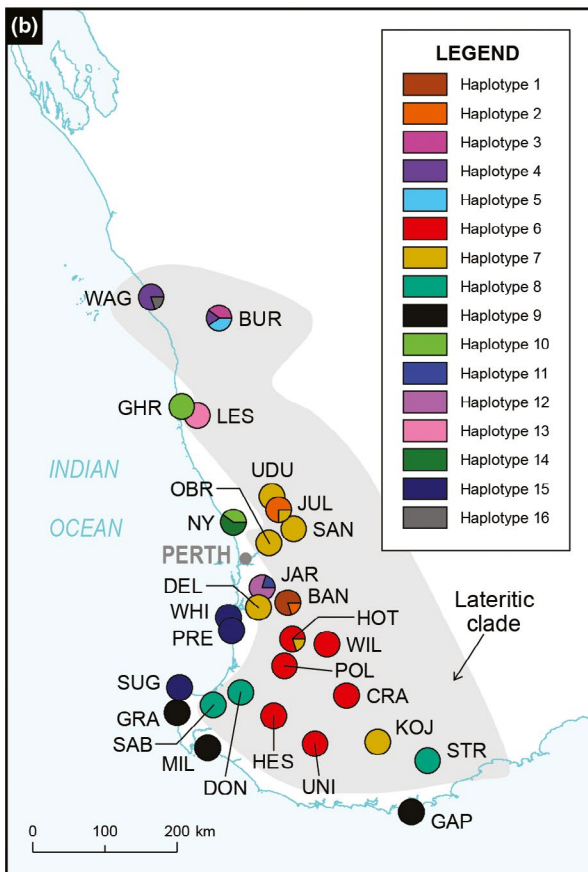 (b)
LEGEND
Haplotype 1
Haplotype 2
Haplotype 3
Haplotype 4
Haplotype 5
Haplotype 6
Haplotype 7
Haplotype 8
Haplotype 9
Haplotype 10
Haplotype 11
Haplotype 12
Haplotype 13
Haplotype 14
Haplotype 15
Haplotype 16
WAG
BUR
GHR
LES
INDIAN
OCEAN
UDU
OBR
JUL
NY
SAN
PERTH
JAR
DEL
BAN
WHI
HOT
PRE
WIL
POL
Lateritic
clade
SUG
CRA
GRA
KOJ
SAB
STR
MIL
HES
DON
UNI
GAP
0 100 200 km